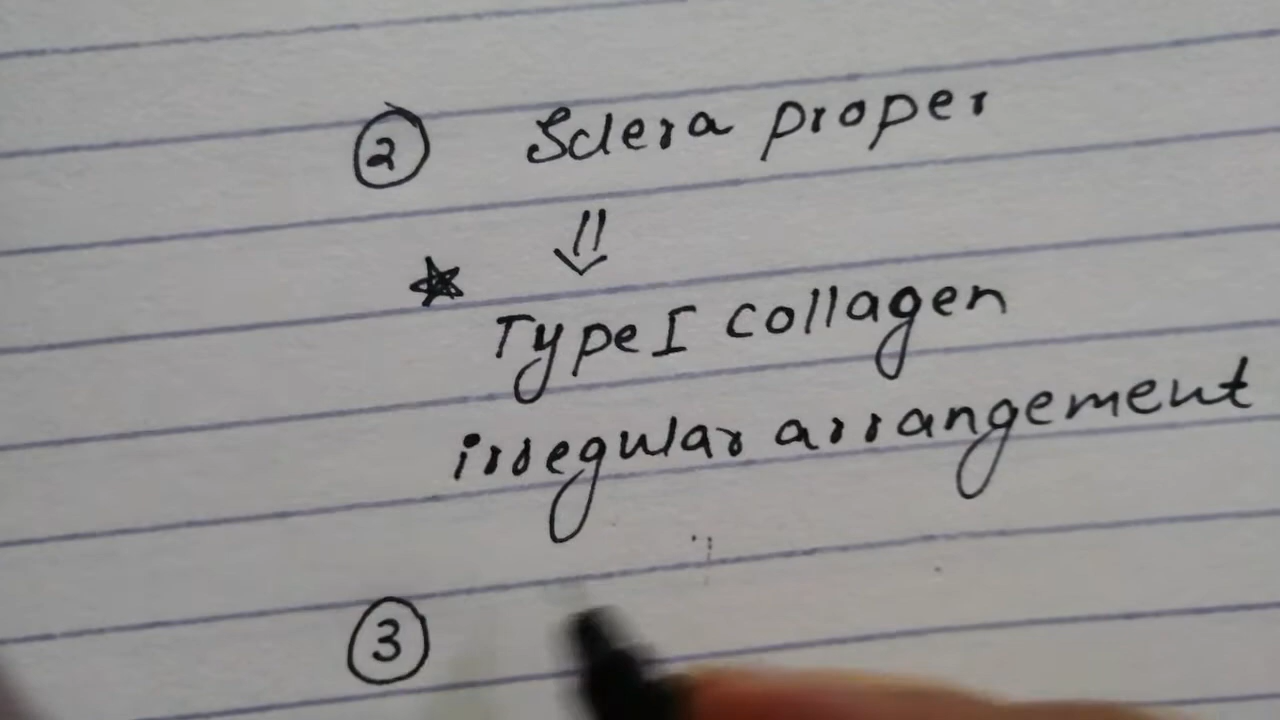 ② Sclera proper
⇓
★ Type I collagen
irregular arrangement
③